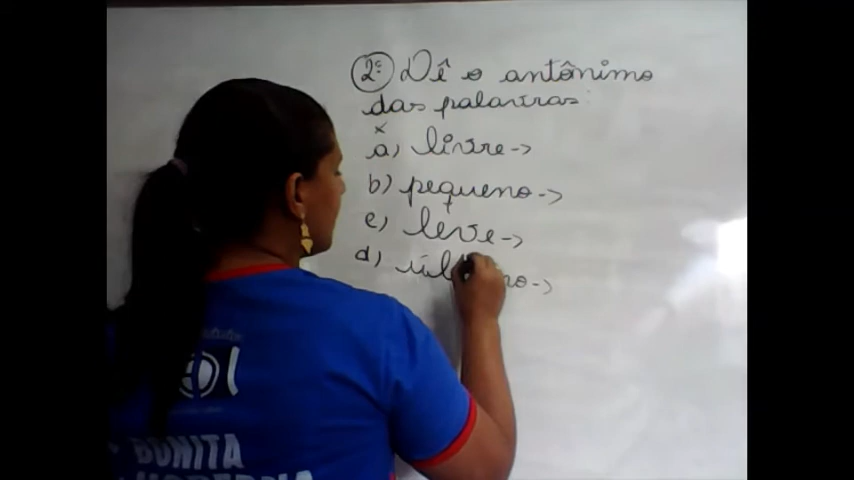 2ª Dê o antônimo
das palavras:
a) livre ->
b) pequeno ->
c) leve ->
d) ->
BONITA